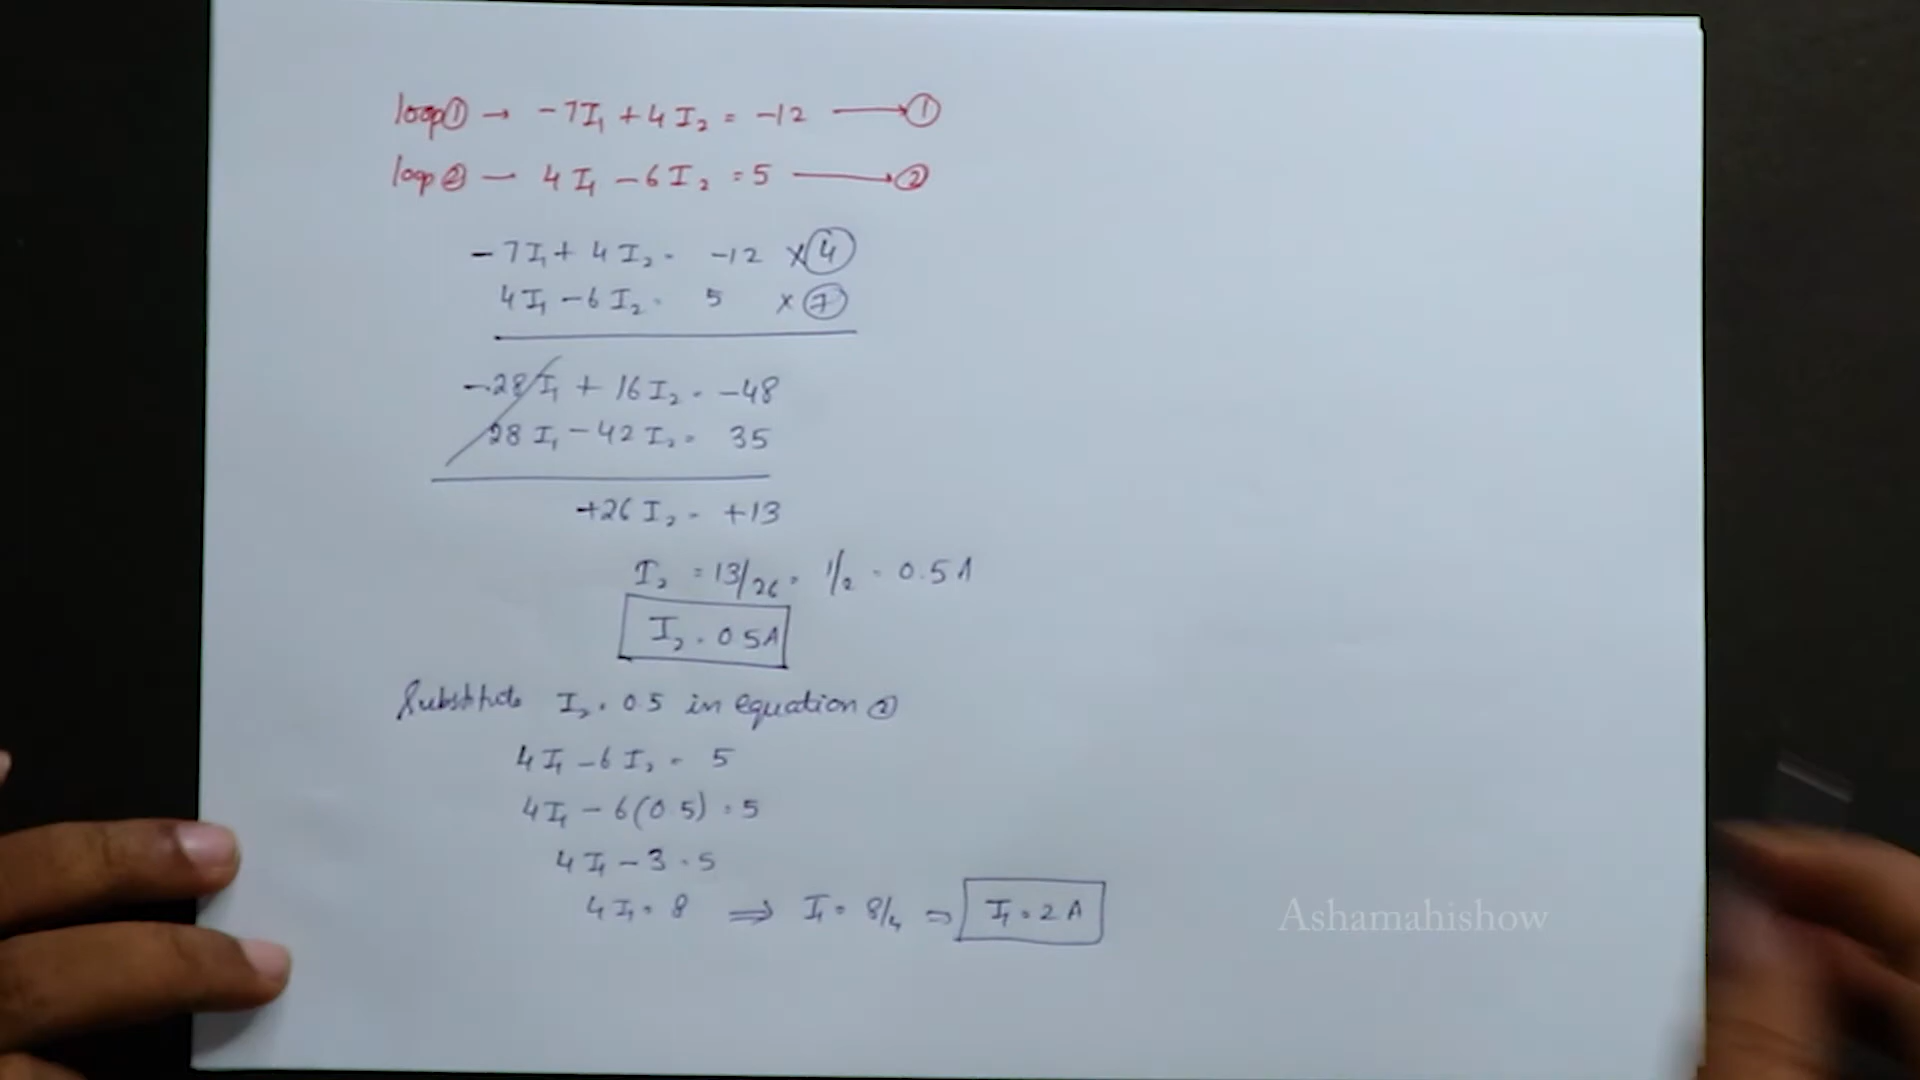 loop① → -7I₁ + 4I₂ = -12 → ①
loop② — 4I₁ - 6I₂ = 5 → ②
-7I₁ + 4I₂ = -12 × ④
4I₁ - 6I₂ = 5 × ⑦
-28I₁ + 16I₂ = -48
28I₁ - 42I₂ = 35
+26I₂ = +13
I₂ = 13/26 = 1/2 = 0.5A
I₂ = 0.5A
Substitute I₂ = 0.5 in equation ②
4I₁ - 6I₂ = 5
4I₁ - 6(0.5) = 5
4I₁ - 3 = 5
4I₁ = 8 ⇒ I₁ = 8/4 ⇒ I₁ = 2A
Ashamahishow